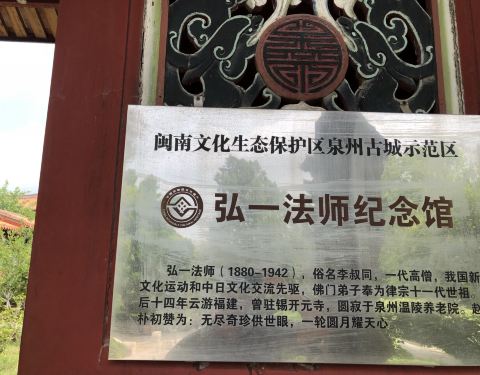 闽南文化生态保护区泉州古城示范区
弘一法师纪念馆
弘一法师（1880-1942），俗名李叔同，一代高僧，我国新
文化运动和中日文化交流先驱，佛门弟子奉为律宗十一代世祖。
后十四年云游福建，曾驻锡开元寺，圆寂于泉州温陵养老院。赵
朴初赞为：无尽奇珍供世眼，一轮圆月耀天心